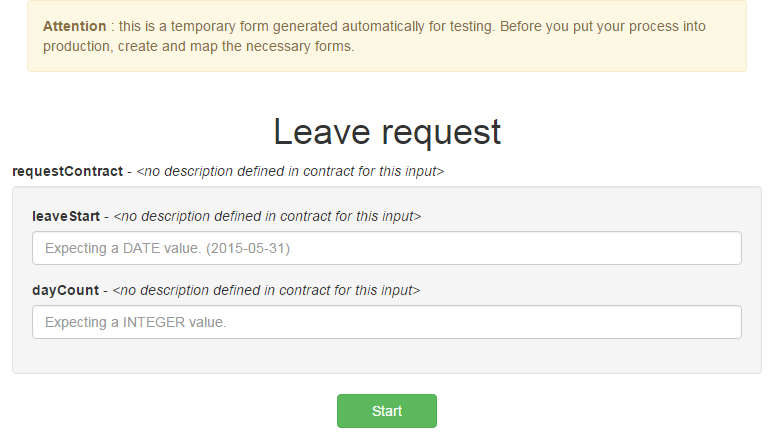 Attention : this is a temporary form generated automatically for testing. Before you put your process into
production, create and map the necessary forms.
Leave request
requestContract - <no description defined in contract for this input>
leaveStart - <no description defined in contract for this input>
Expecting a DATE value. (2015-05-31)
dayCount - <no description defined in contract for this input>
Expecting a INTEGER value.
Start